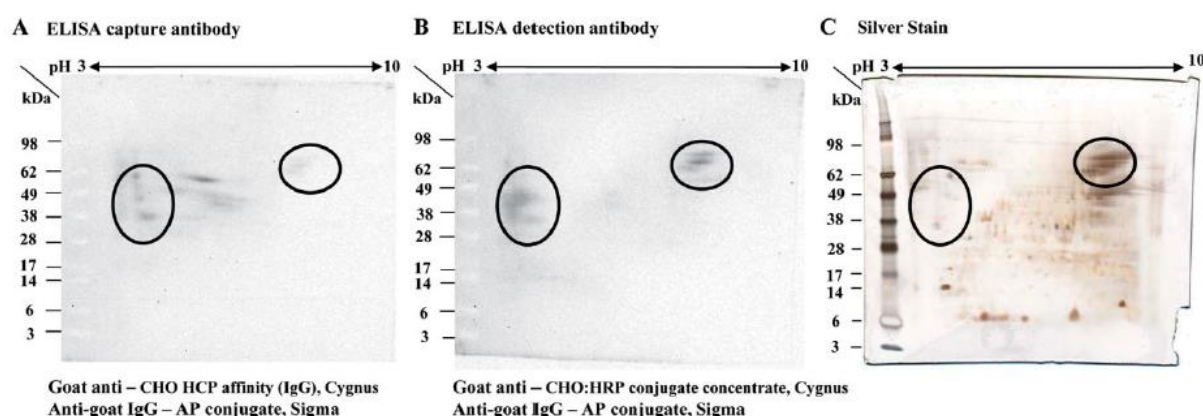 A ELISA capture antibody
pH 3 10
kDa
98
62
49
38
28
17
14
6
3
Goat anti – CHO HCP affinity (IgG), Cygnus
Anti-goat IgG – AP conjugate, Sigma
B ELISA detection antibody
pH 3 10
kDa
98
62
49
38
28
17
14
6
3
Goat anti – CHO:HRP conjugate concentrate, Cygnus
Anti-goat IgG – AP conjugate, Sigma
C Silver Stain
pH 3 10
kDa
98
62
49
38
28
17
14
6
3